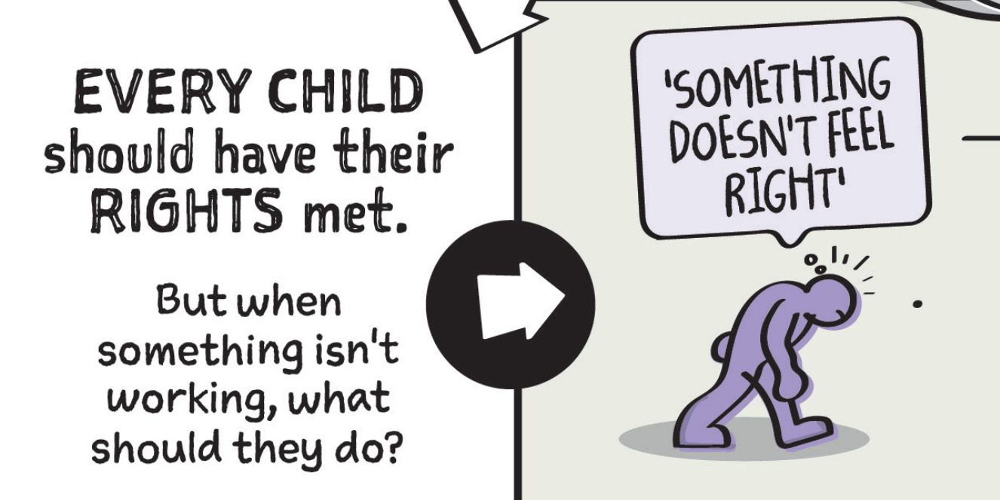 EVERY CHILD
should have their
RIGHTS met.
But when
something isn't
working, what
should they do?
'SOMETHING
DOESN'T FEEL
RIGHT'